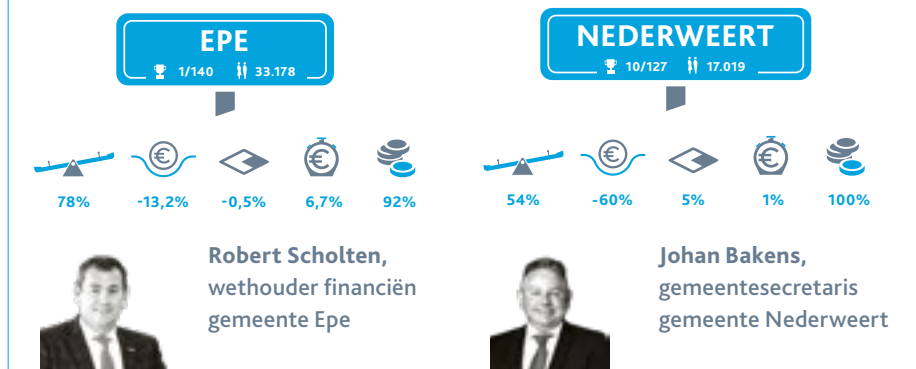 EPE
1/140 33.178
78% -13,2% -0,5% 6,7% 92%
Robert Scholten,
wethouder financiën
gemeente Epe
NEDERWEERT
10/127 17.019
54% -60% 5% 1% 100%
Johan Bakens,
gemeentesecretaris
gemeente Nederweert